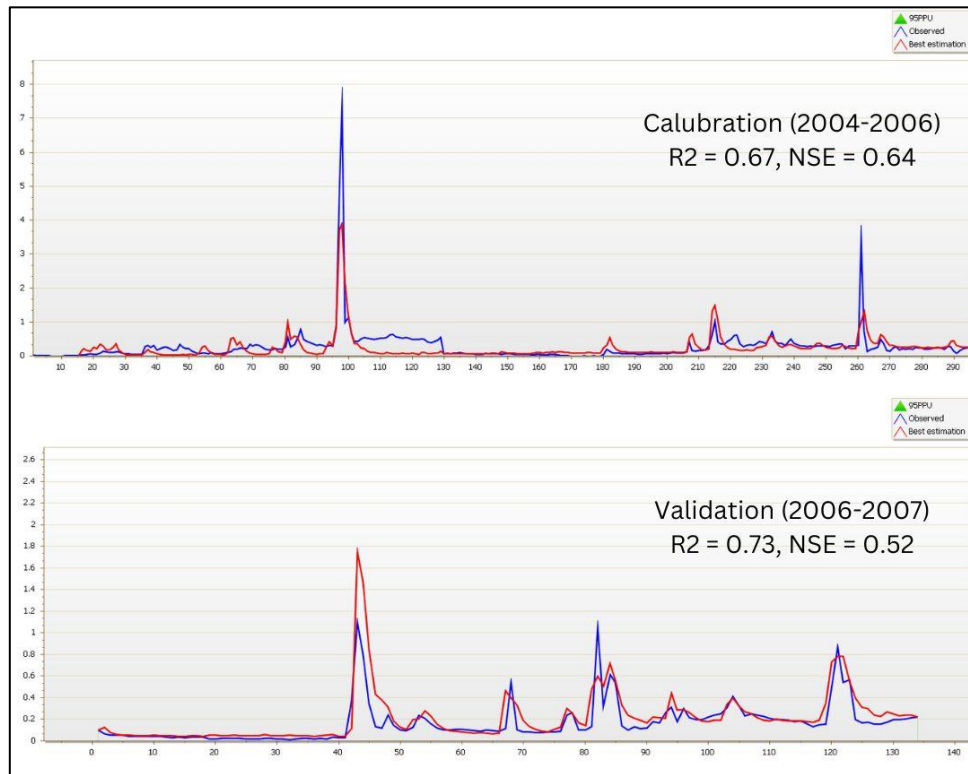 95PPU
Observed
Best estimation
8
7
6
5
4
3
2
1
0
Calubration (2004-2006)
R2 = 0.67, NSE = 0.64
10 20 30 40 50 60 70 80 90 100 110 120 130 140 150 160 170 180 190 200 210 220 230 240 250 260 270 280 290
95PPU
Observed
Best estimation
2.6
2.4
2.2
2
1.8
1.6
1.4
1.2
1
0.8
0.6
0.4
0.2
0
Validation (2006-2007)
R2 = 0.73, NSE = 0.52
0 10 20 30 40 50 60 70 80 90 100 110 120 130 140